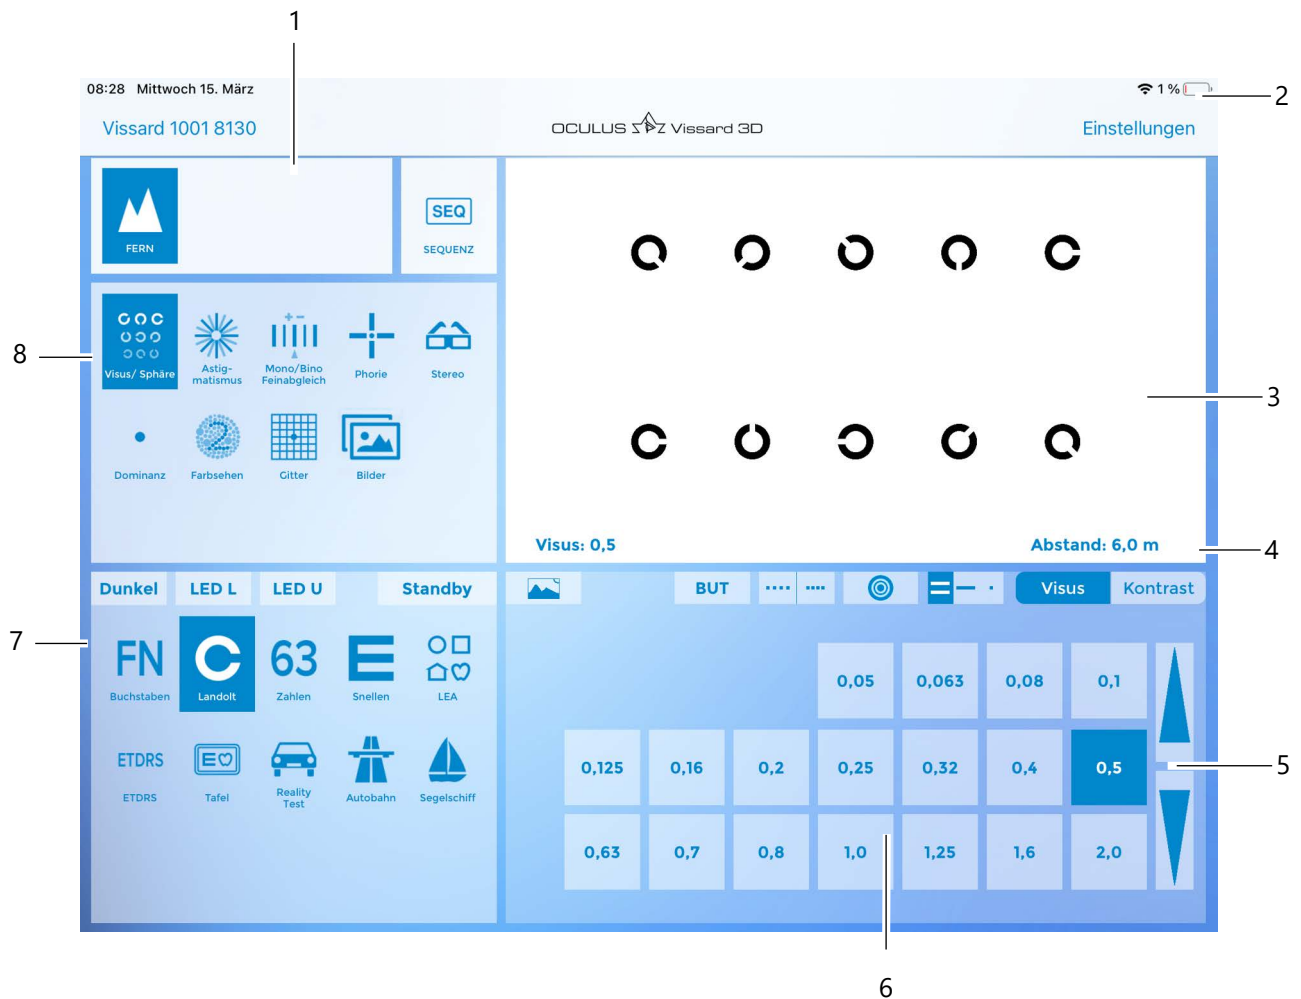 1
08:28 Mittwoch 15. März
1 %
2
Vissard 1001 8130
OCULUS Vissard 3D
Einstellungen
FERN
SEQ
SEQUENZ
3
8
Visus/ Sphäre
Astig-
matismus
Mono/Bino
Feinabgleich
Phorie
Stereo
2
Dominanz
Farbsehen
Gitter
Bilder
Visus: 0,5
Abstand: 6,0 m
4
7
Dunkel
LED L
LED U
Standby
BUT
Visus
Kontrast
FN
C
63
E
Buchstaben
Landolt
Zahlen
Snellen
LEA
ETDRS
E
ETDRS
Tafel
Reality
Test
Autobahn
Segelschiff
0,05 0,063 0,08 0,1
0,125 0,16 0,2 0,25 0,32 0,4 0,5
5
0,63 0,7 0,8 1,0 1,25 1,6 2,0
6